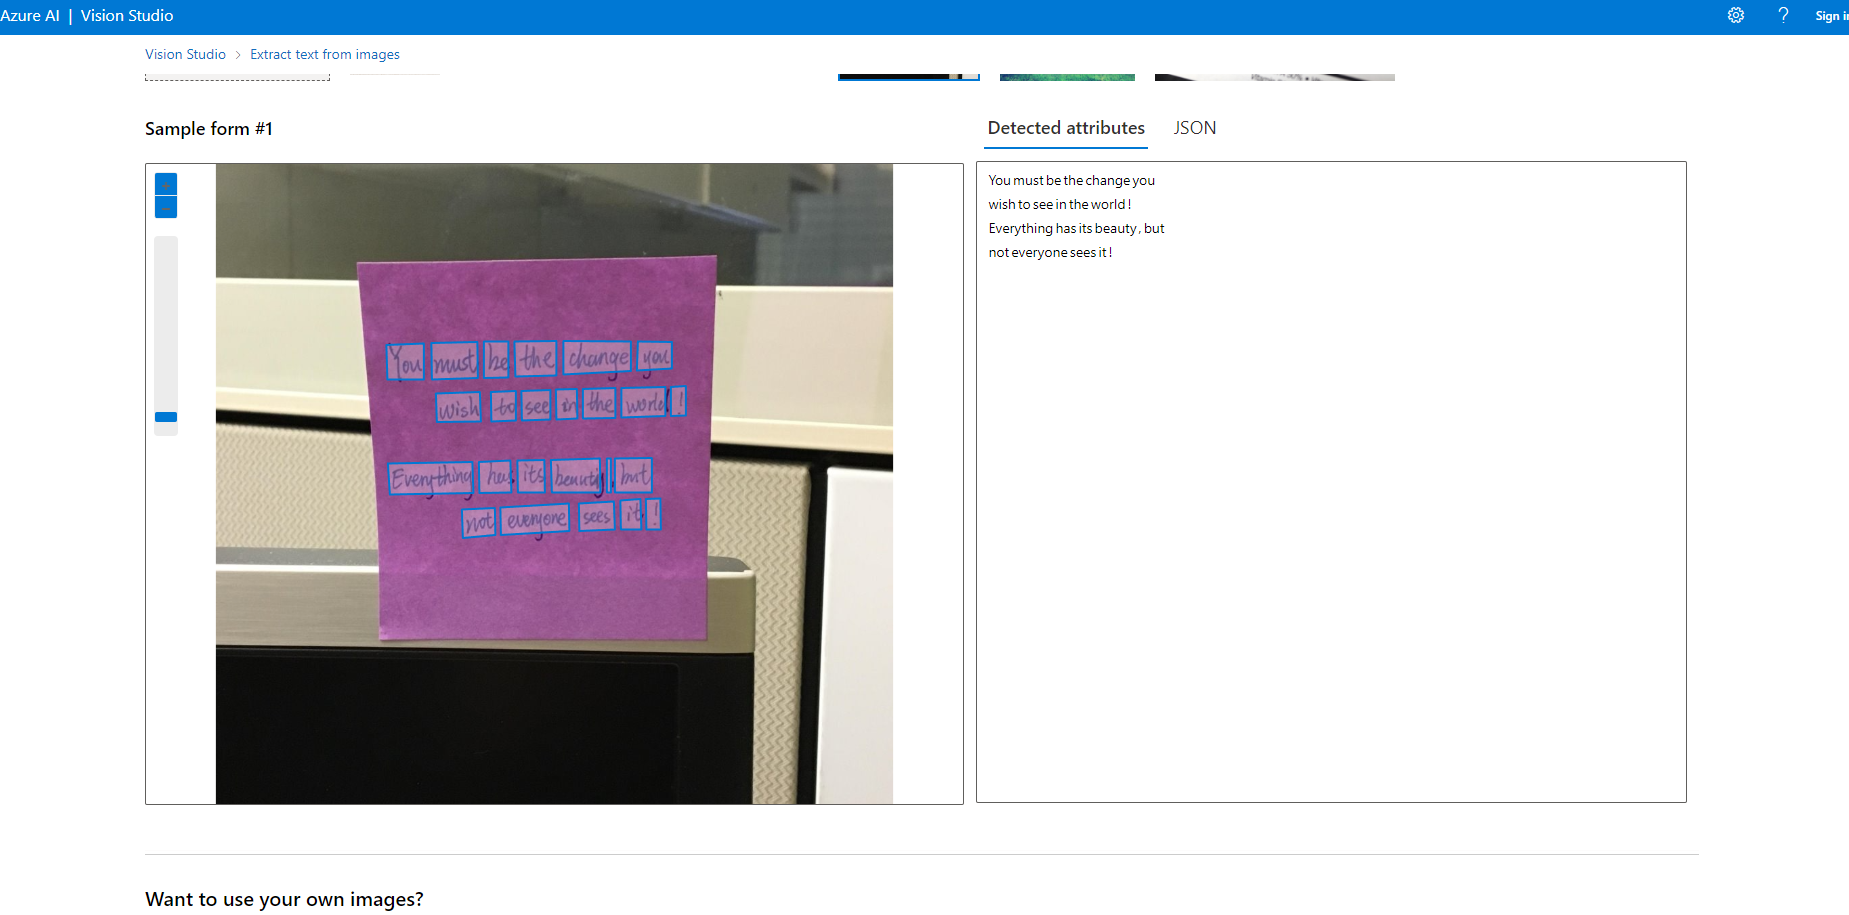 Azure AI | Vision Studio
? Sign i
Vision Studio > Extract text from images
Sample form #1
Detected attributes JSON
You must be the change you
wish to see in the world !
Everything has its beauty, but
not everyone sees it !
You must be the change you
wish to see in the world !
Everything has its beauty , but
not everyone sees it !
Want to use your own images?